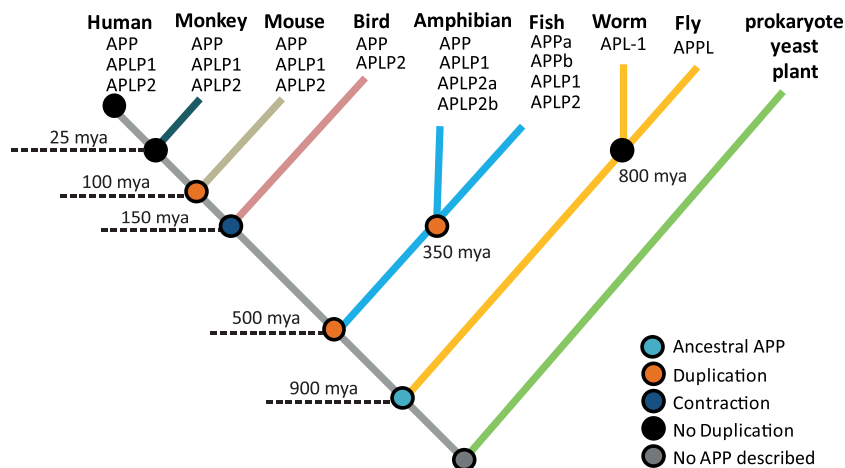 Human
APP
APLP1
APLP2
Monkey
APP
APLP1
APLP2
Mouse
APP
APLP1
APLP2
Bird
APP
APLP2
Amphibian
APP
APLP1
APLP2a
APLP2b
Fish
APPa
APPb
APLP1
APLP2
Worm
APL-1
Fly
APPL
prokaryote
yeast
plant
25 mya
100 mya
150 mya
800 mya
350 mya
500 mya
900 mya
Ancestral APP
Duplication
Contraction
No Duplication
No APP described